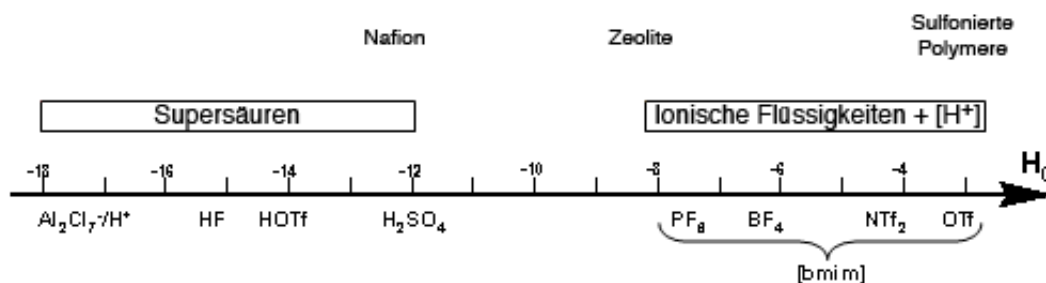 Nafion Zeolite Sulfonierte
Polymere
Supersäuren Ionische Flüssigkeiten + [H⁺]
-18 -16 -14 -12 -10 -8 -6 -4 H₀
Al₂Cl₇⁻/H⁺ HF HOTf H₂SO₄ PF₆ BF₄ NTf₂ OTf
[bmim]